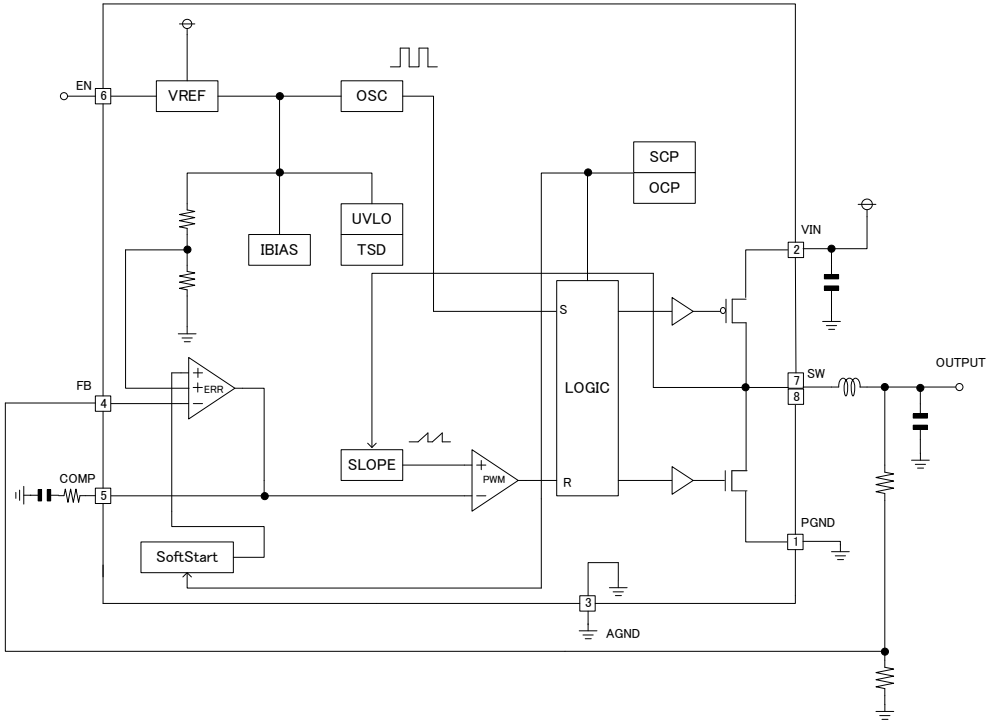 EN
6
VREF
OSC
SCP
OCP
UVLO
TSD
IBIAS
VIN
2
S
LOGIC
R
+
+
−
ERR
FB
4
SW
7
8
OUTPUT
SLOPE
+
−
PWM
COMP
5
SoftStart
PGND
1
3
AGND